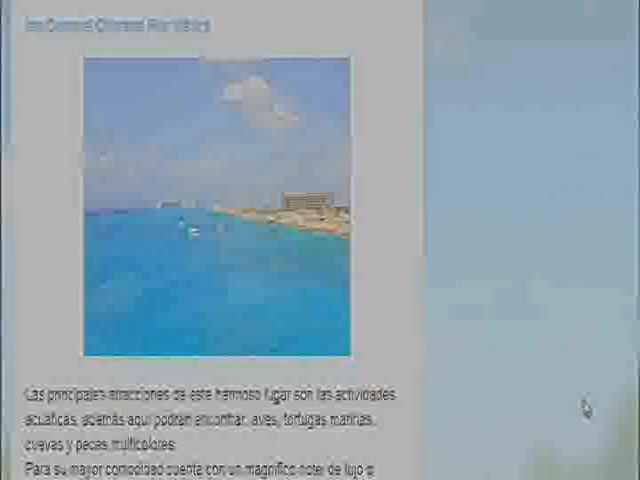 Las principales atracciones de este hermoso lugar son las actividades
acuaticas, además aqui podran encontrar, aves, tortugas marinas,
cuevas y peces multicolores.
Para su mayor comodidad cuenta con un magnifico hotel de lujo o